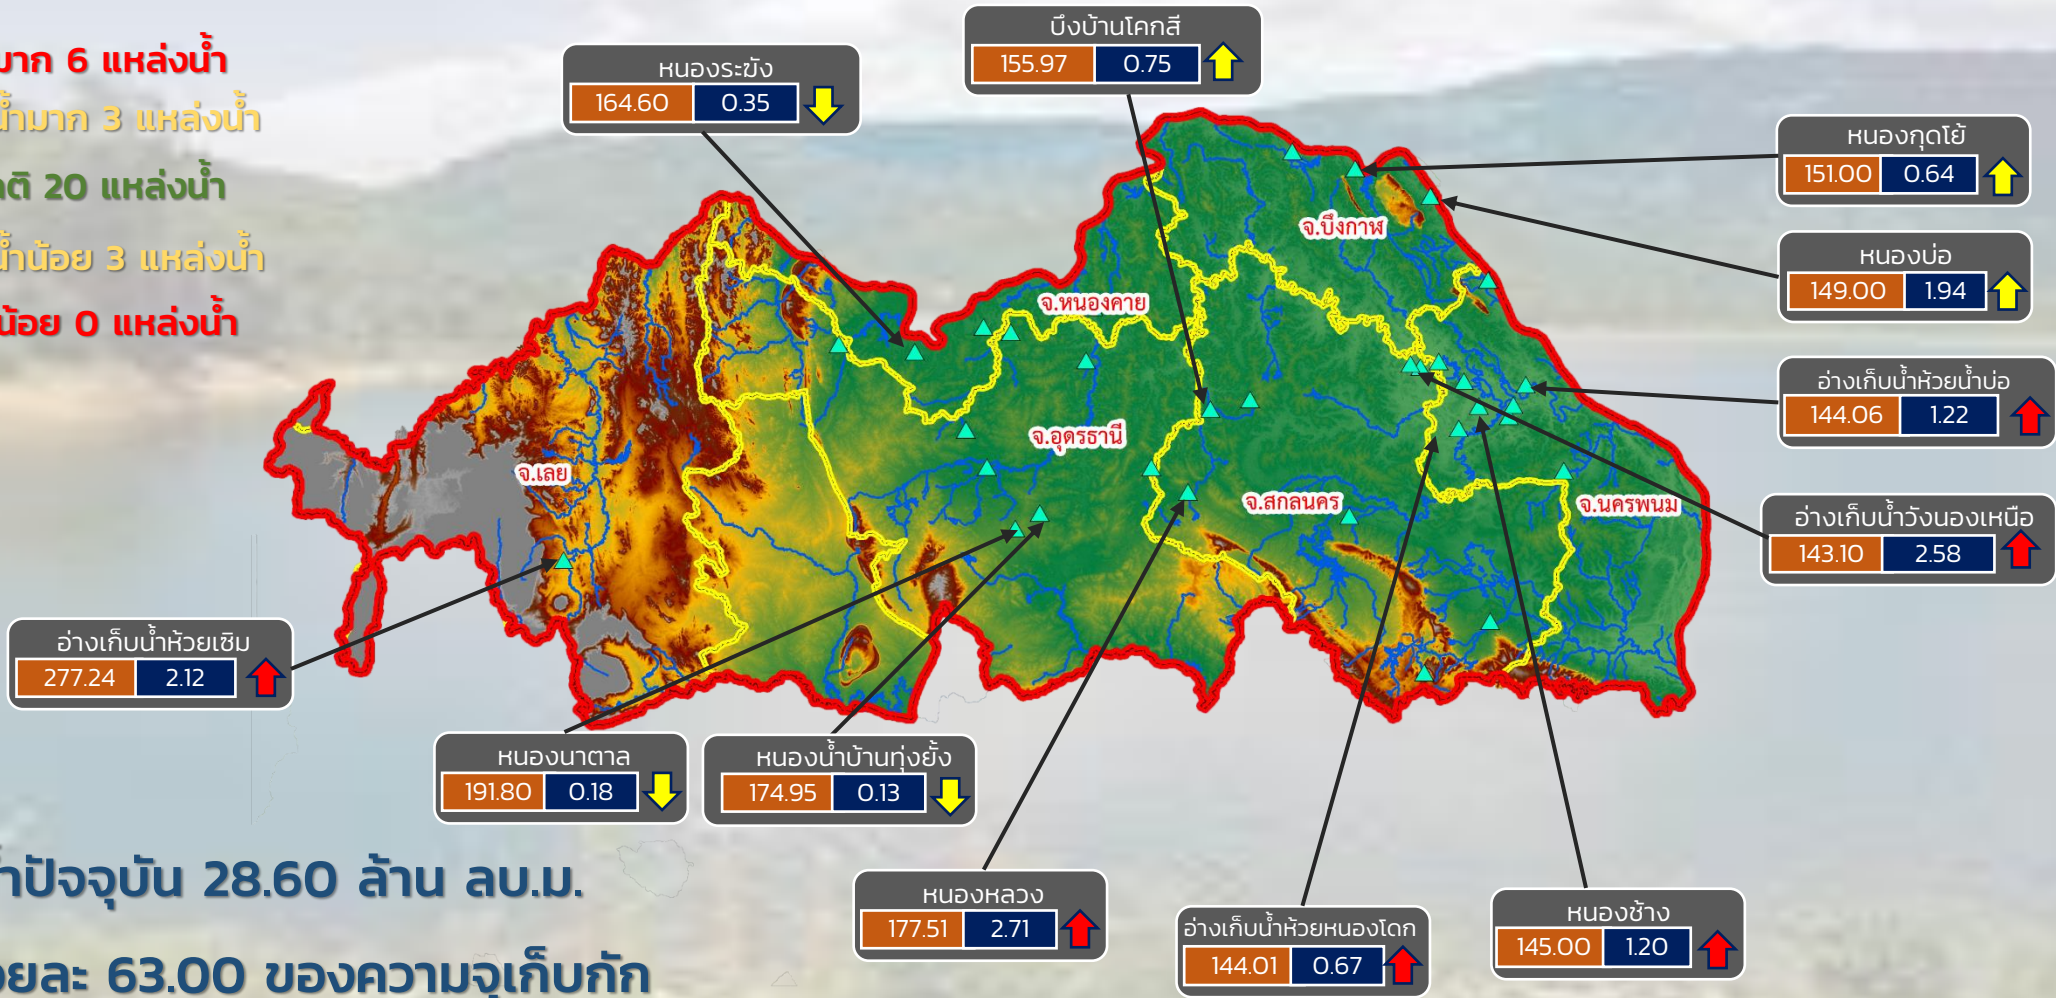 มาก 6 แหล่งน้ำ
น้ำมาก 3 แหล่งน้ำ
20 แหล่งน้ำ
น้ำน้อย 3 แหล่งน้ำ
น้อย 0 แหล่งน้ำ
หนองระฆัง
164.60 0.35
บึงบ้านโคกสี
155.97 0.75
หนองกุดโย้
151.00 0.64
หนองบ่อ
149.00 1.94
อ่างเก็บน้ำห้วยน้ำบ่อ
144.06 1.22
อ่างเก็บน้ำวังนองเหนือ
143.10 2.58
จ.บึงกาฬ
จ.หนองคาย
จ.อุดรธานี
จ.เลย
จ.สกลนคร
จ.นครพนม
อ่างเก็บน้ำห้วยเซิม
277.24 2.12
หนองนาตาล
191.80 0.18
หนองน้ำบ้านทุ่งยั้ง
174.95 0.13
หนองหลวง
177.51 2.71
อ่างเก็บน้ำห้วยหนองโดก
144.01 0.67
หนองช้าง
145.00 1.20
ปัจจุบัน 28.60 ล้าน ลบ.ม.
ยละ 63.00 ของความจุเก็บกัก